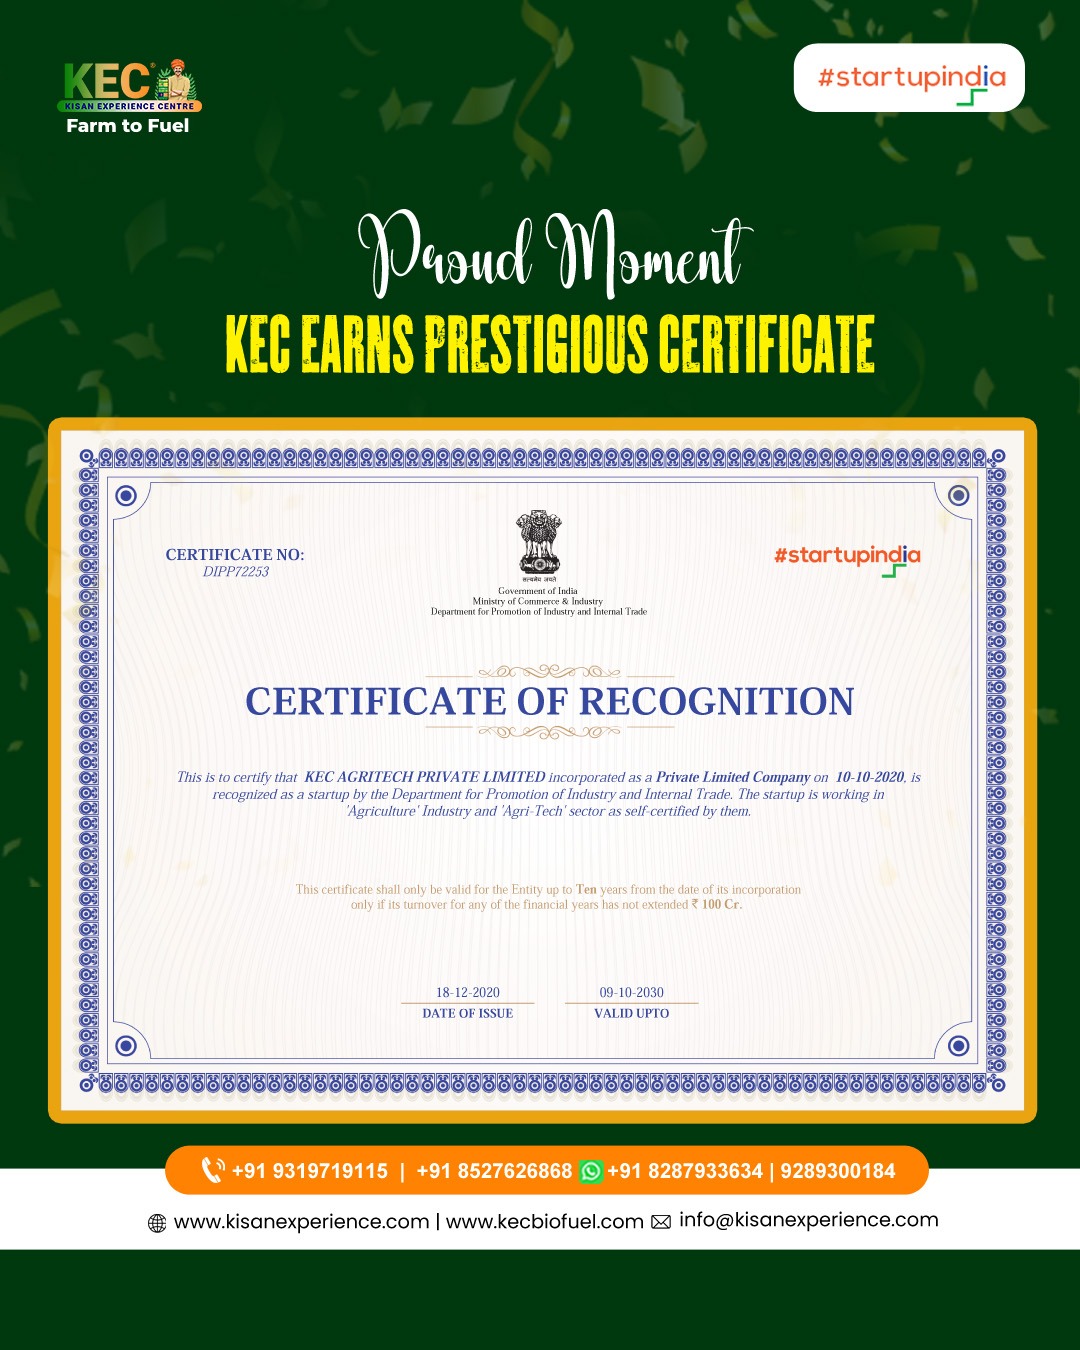 KEC
KISAN EXPERIENCE CENTRE
Farm to Fuel
#startupindia
Proud Moment
KEC EARNS PRESTIGIOUS CERTIFICATE
CERTIFICATE NO:
DIPP72253
सत्यमेव जयते
Government of India
Ministry of Commerce & Industry
Department for Promotion of Industry and Internal Trade
#startupindia
CERTIFICATE OF RECOGNITION
This is to certify that KEC AGRITECH PRIVATE LIMITED incorporated as a Private Limited Company on 10-10-2020, is
recognized as a startup by the Department for Promotion of Industry and Internal Trade. The startup is working in
'Agriculture' Industry and 'Agri-Tech' sector as self-certified by them.
This certificate shall only be valid for the Entity up to Ten years from the date of its incorporation
only if its turnover for any of the financial years has not extended ₹ 100 Cr.
18-12-2020
DATE OF ISSUE
09-10-2030
VALID UPTO
+91 9319719115 | +91 8527626868 +91 8287933634 | 9289300184
www.kisanexperience.com | www.kecbiofuel.com info@kisanexperience.com